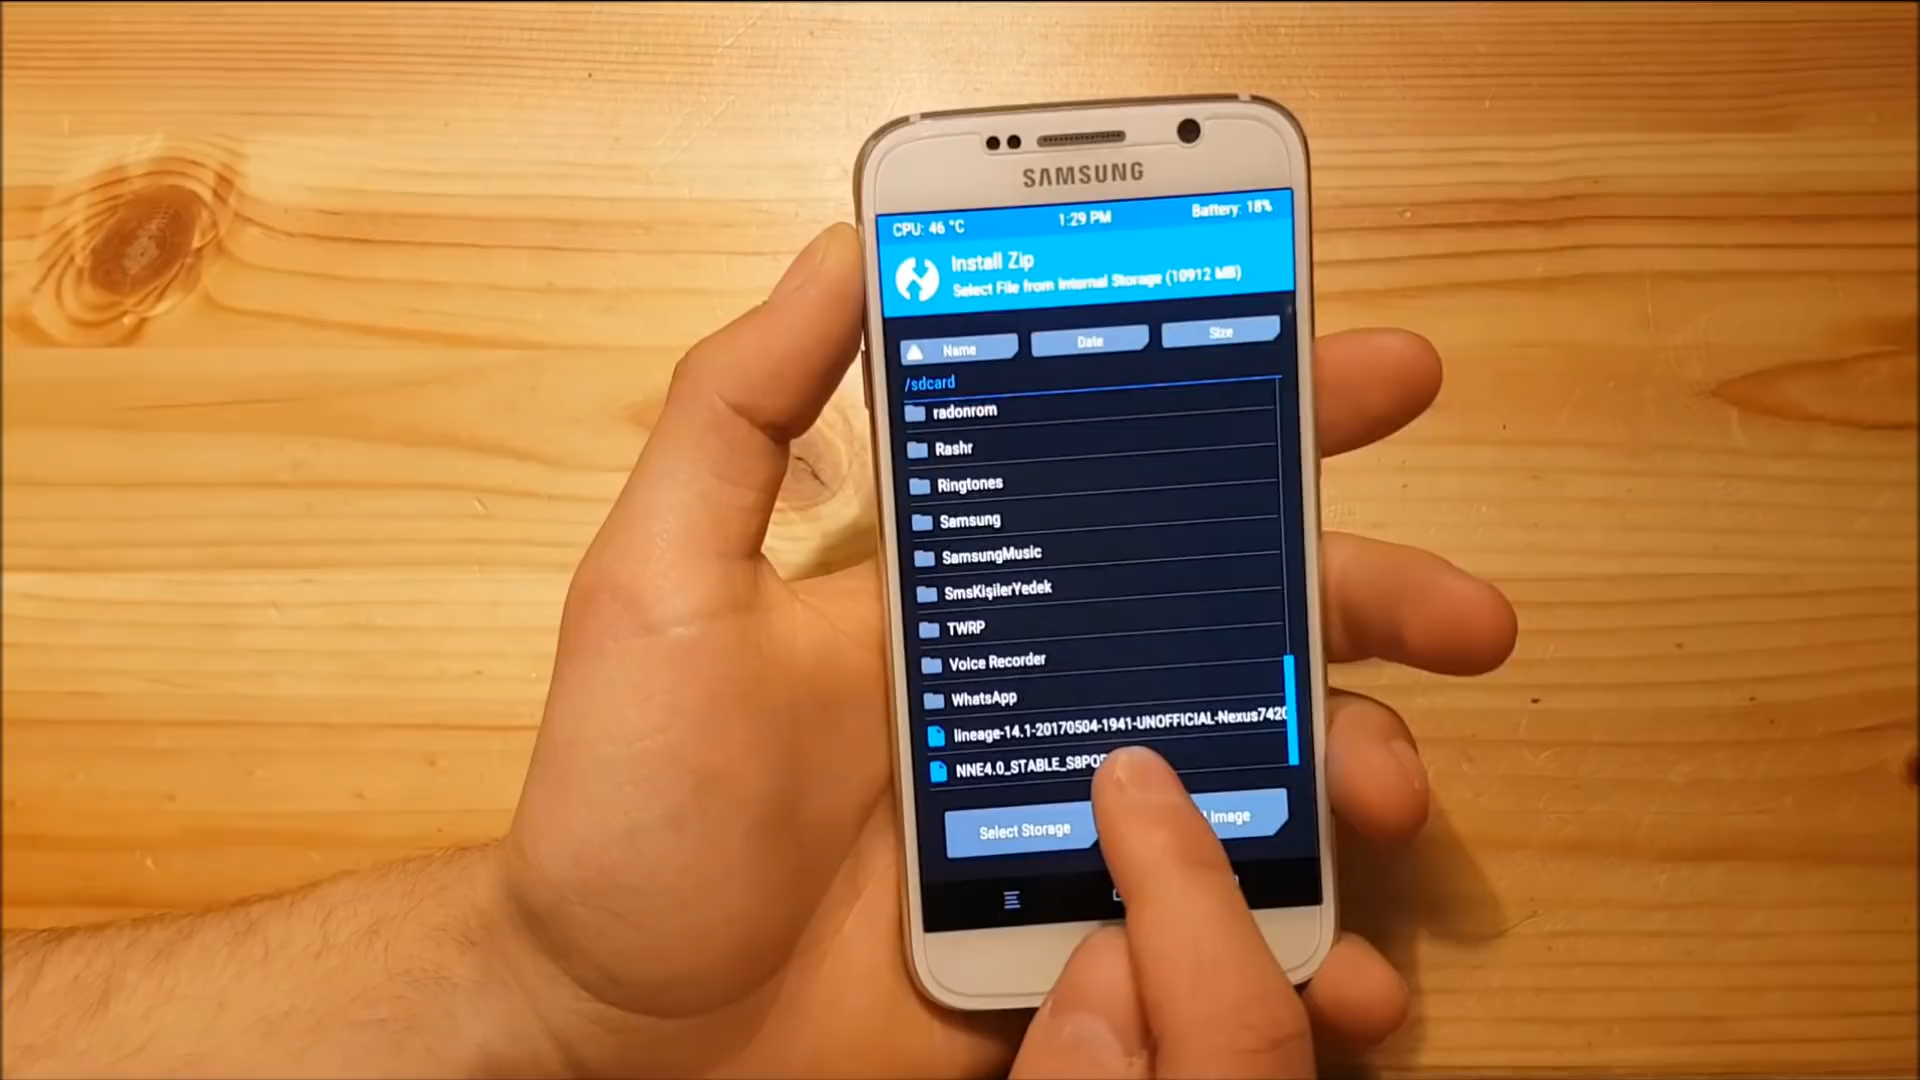 SAMSUNG
CPU: 46 °C 1:29 PM Battery: 18%
Install Zip
Select File from Internal Storage (10912 MB)
Name Date Size
/sdcard
radonrom
Rashr
Ringtones
Samsung
SamsungMusic
SmsKişilerYedek
TWRP
Voice Recorder
WhatsApp
lineage-14.1-20170504-1941-UNOFFICIAL-Nexus7420
NNE4.0_STABLE_S8PO
Select Storage Image